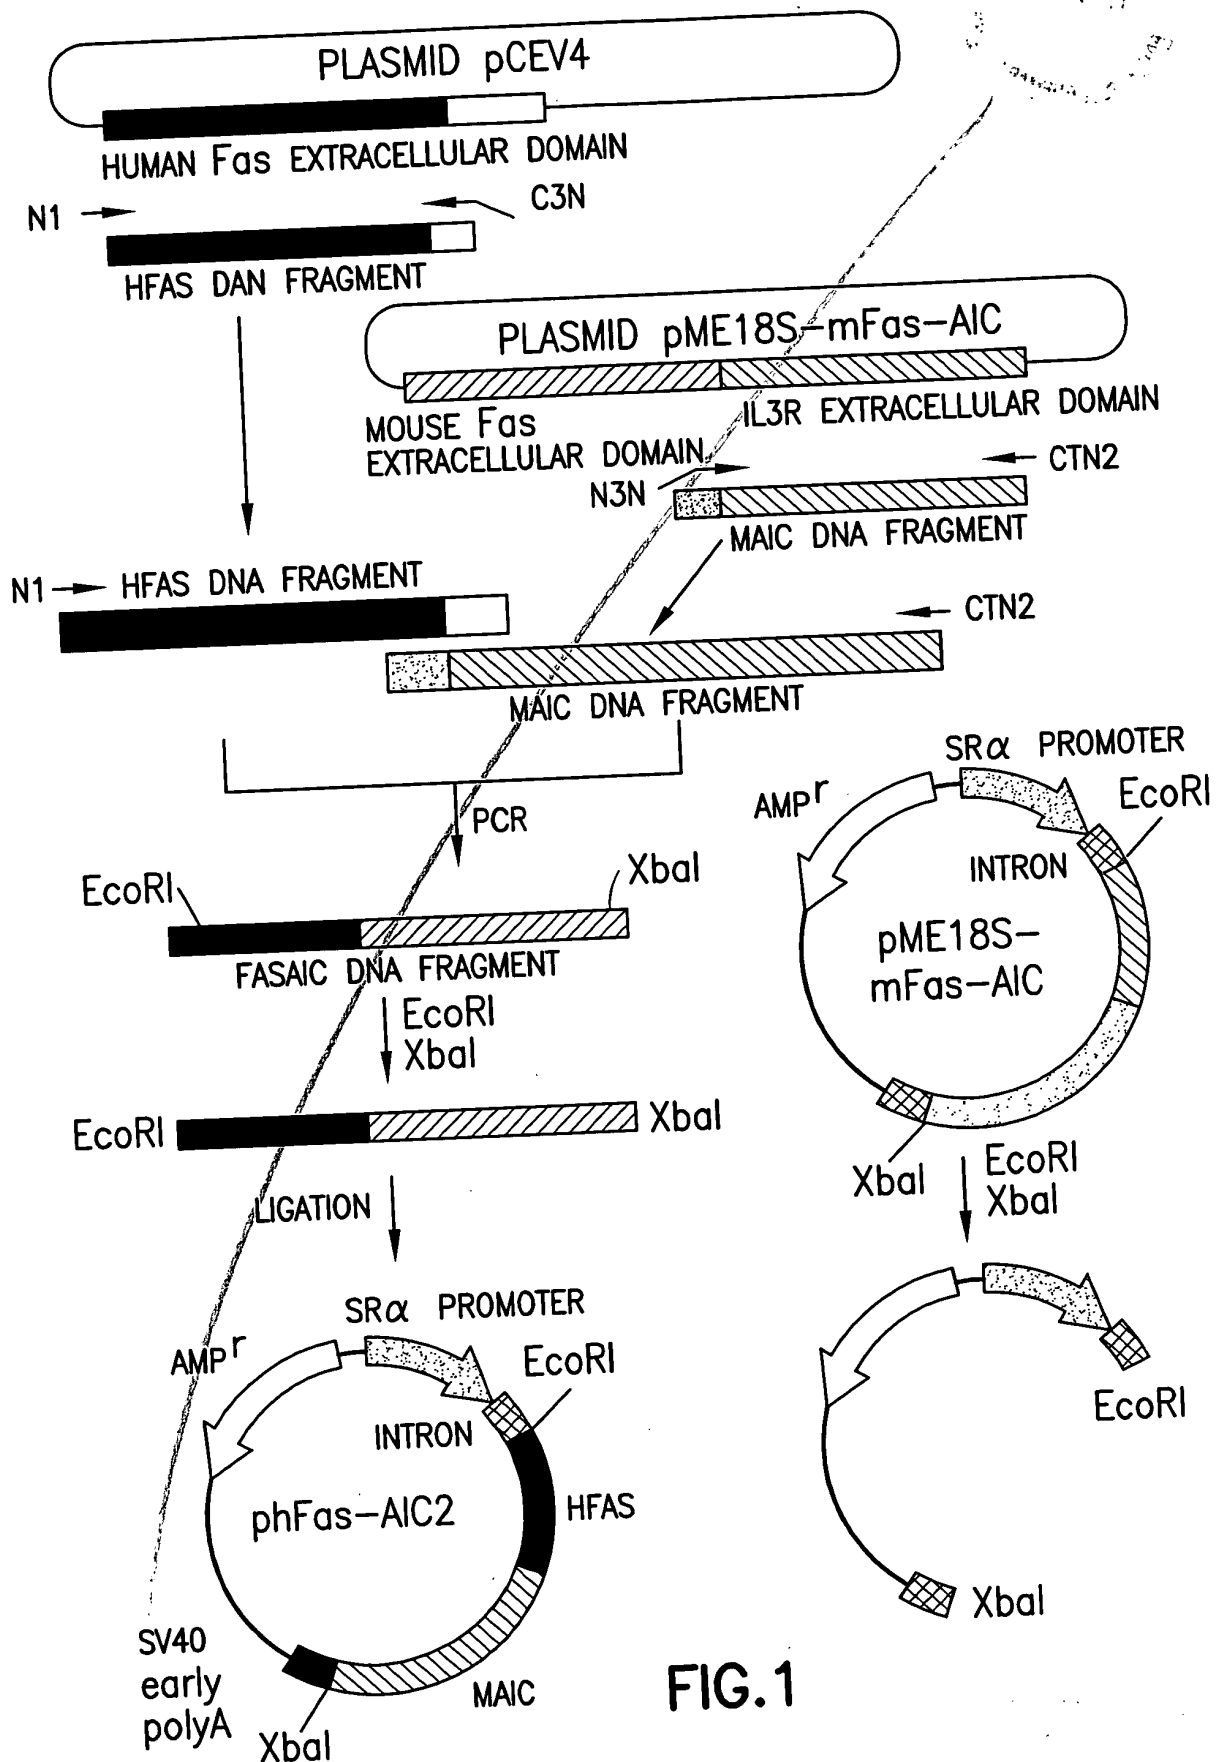 PLASMID pCEV4
HUMAN Fas EXTRACELLULAR DOMAIN
N1
C3N
HFAS DAN FRAGMENT
PLASMID pME18S-mFas-AIC
MOUSE Fas
EXTRACELLULAR DOMAIN
IL3R EXTRACELLULAR DOMAIN
N3N
CTN2
MAIC DNA FRAGMENT
N1
HFAS DNA FRAGMENT
CTN2
MAIC DNA FRAGMENT
PCR
EcoRI
XbaI
FASAIC DNA FRAGMENT
EcoRI
XbaI
EcoRI
XbaI
LIGATION
SRα PROMOTER
AMPr
EcoRI
INTRON
pME18S-
mFas-AIC
XbaI
EcoRI
XbaI
EcoRI
XbaI
SRα PROMOTER
AMPr
EcoRI
INTRON
phFas-AIC2
HFAS
SV40
early
polyA
XbaI
MAIC
FIG.1